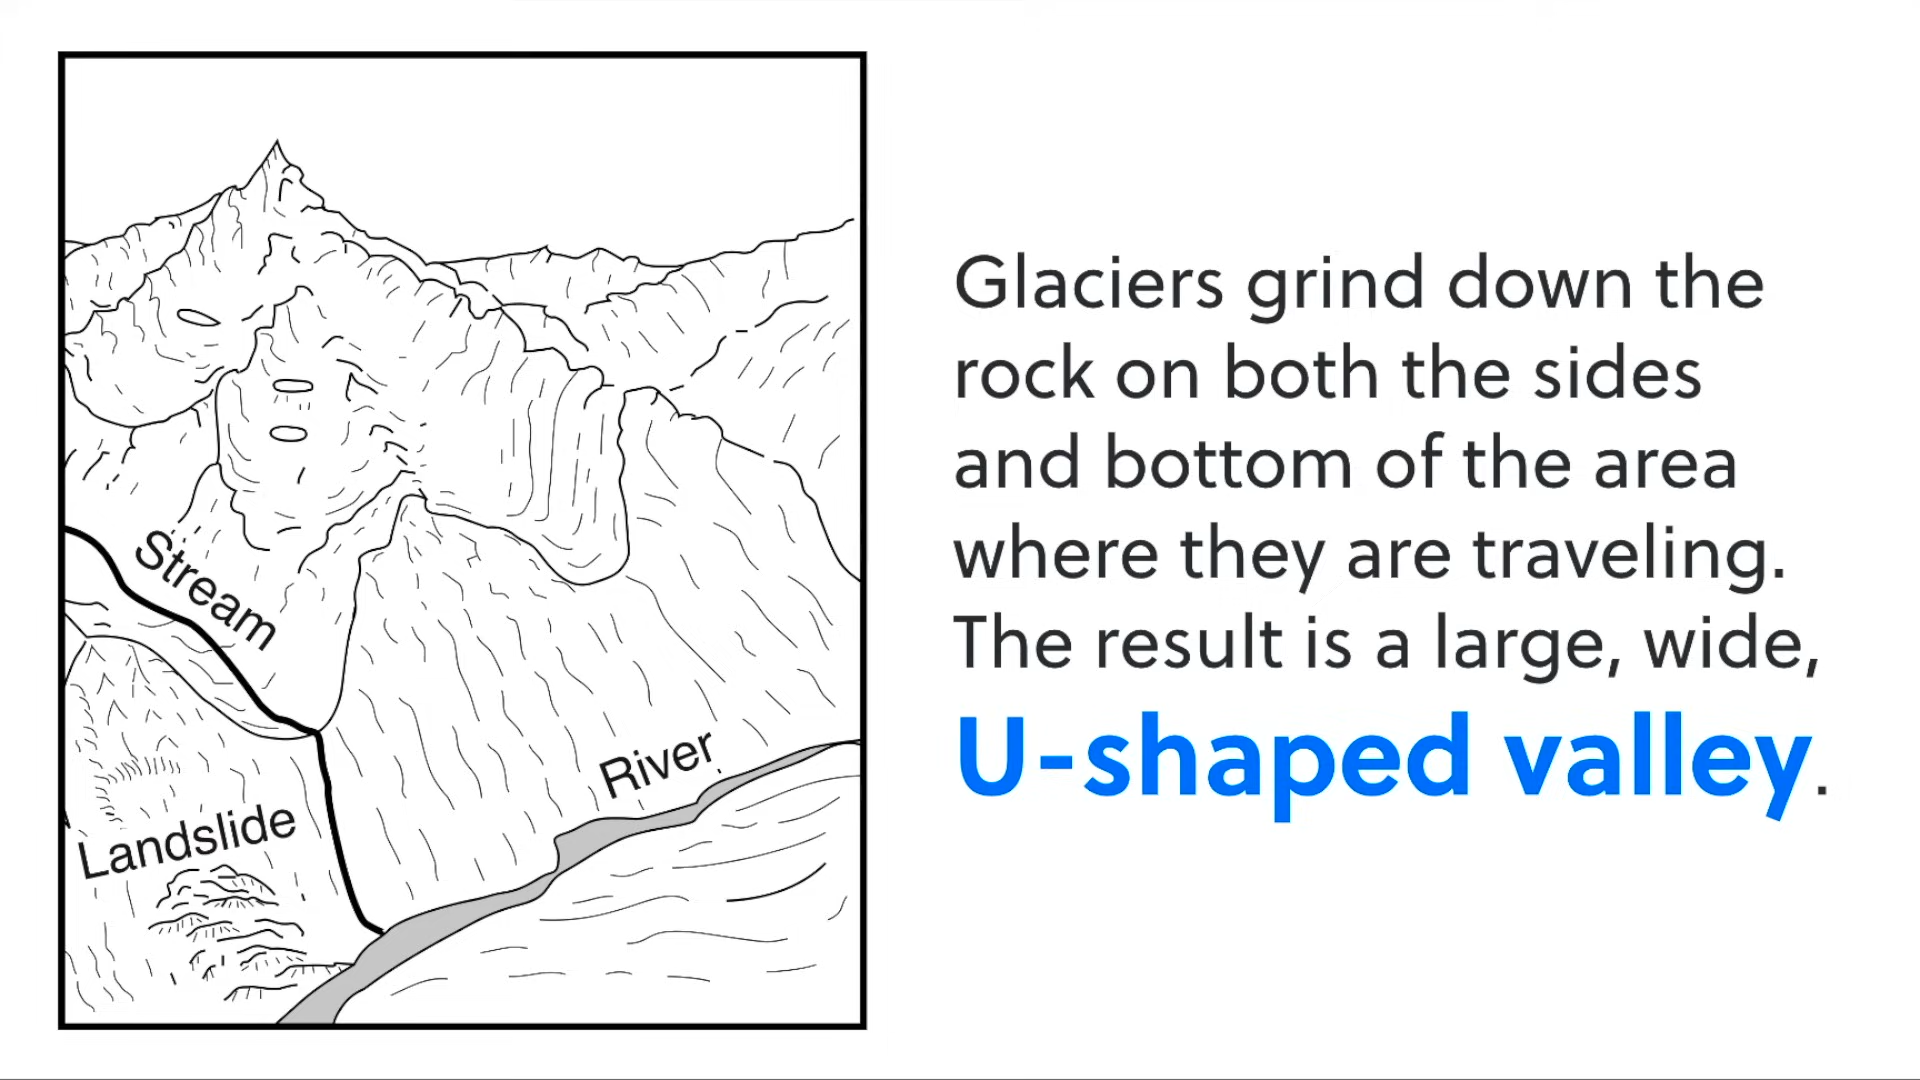 Stream
River
Landslide
Glaciers grind down the
rock on both the sides
and bottom of the area
where they are traveling.
The result is a large, wide,
U-shaped valley.